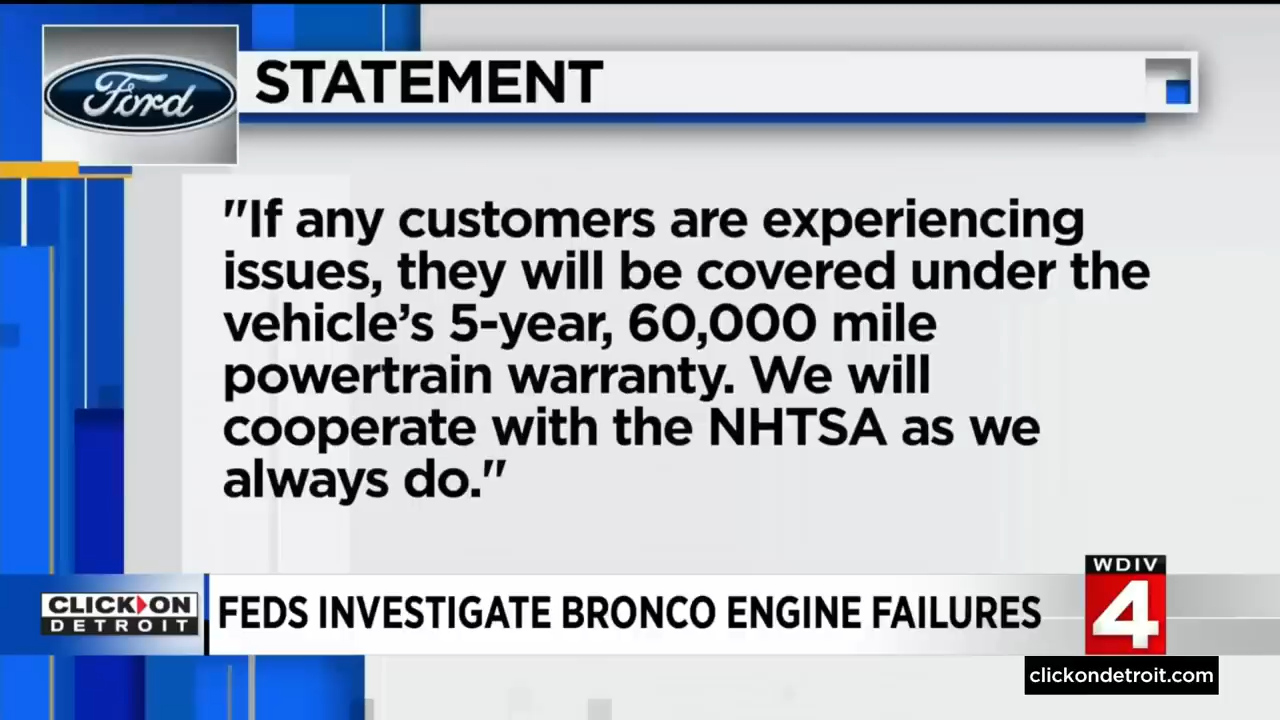 Ford
STATEMENT
"If any customers are experiencing
issues, they will be covered under the
vehicle’s 5-year, 60,000 mile
powertrain warranty. We will
cooperate with the NHTSA as we
always do."
CLICK ON
DETROIT
FEDS INVESTIGATE BRONCO ENGINE FAILURES
WDIV
4
clickondetroit.com